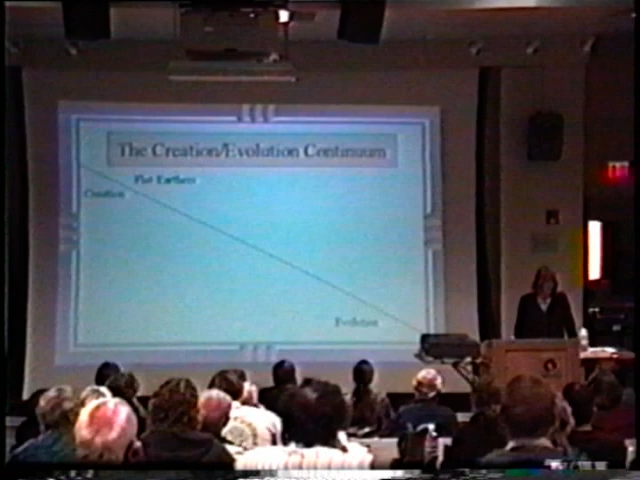 The Creation/Evolution Continuum
Flat Earthers
Creation
Evolution